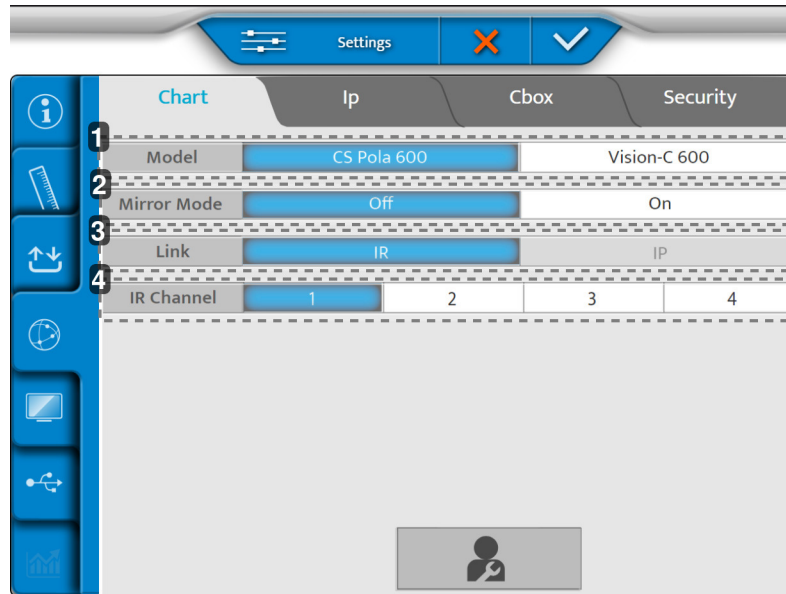 Settings
Chart Ip Cbox Security
1
Model CS Pola 600 Vision-C 600
2
Mirror Mode Off On
3
Link IR IP
4
IR Channel 1 2 3 4